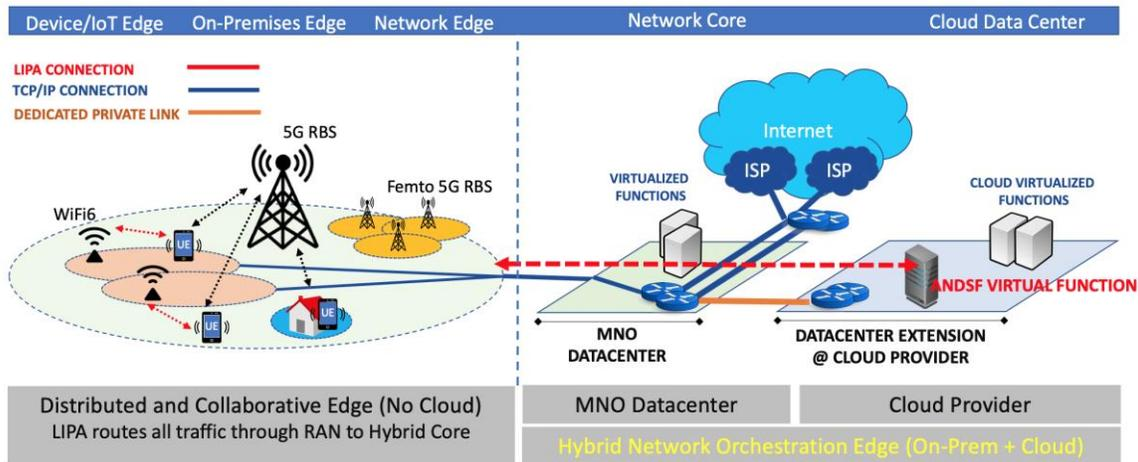 Device/IoT Edge
On-Premises Edge
Network Edge
Network Core
Cloud Data Center
LIPA CONNECTION
TCP/IP CONNECTION
DEDICATED PRIVATE LINK
5G RBS
Femto 5G RBS
WiFi6
UE
UE
UE
Internet
ISP
ISP
VIRTUALIZED
FUNCTIONS
CLOUD VIRTUALIZED
FUNCTIONS
ANDSF VIRTUAL FUNCTION
MNO
DATACENTER
DATACENTER EXTENSION
@ CLOUD PROVIDER
Distributed and Collaborative Edge (No Cloud)
LIPA routes all traffic through RAN to Hybrid Core
MNO Datacenter
Cloud Provider
Hybrid Network Orchestration Edge (On-Prem + Cloud)